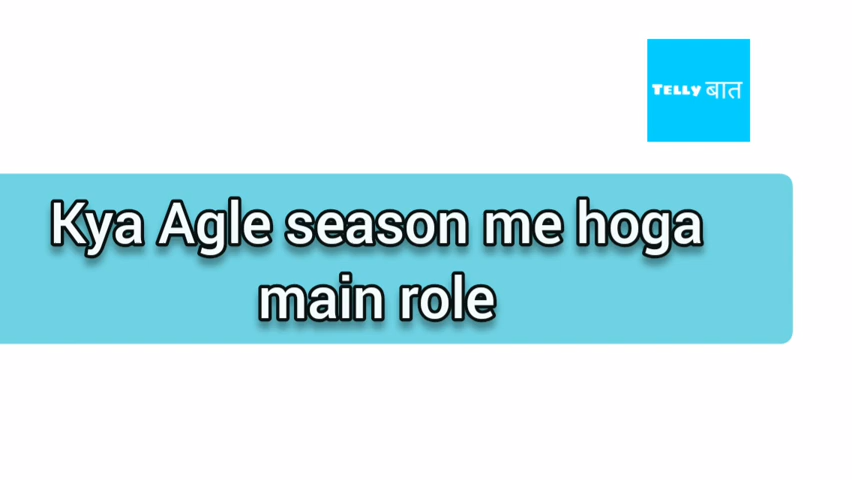 Telly बात
Kya Agle season me hoga
main role